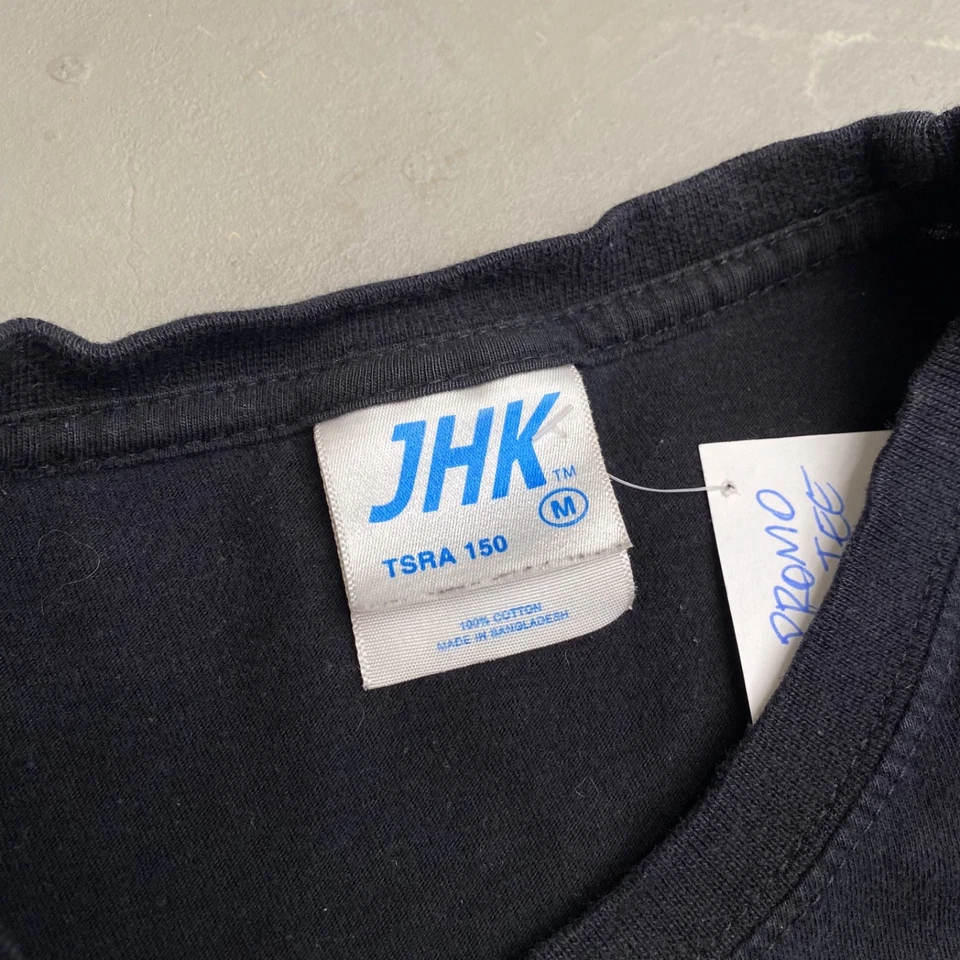 JHK
TM
M
TSRA 150
100% COTTON
MADE IN BANGLADESH
PROMO
TEE